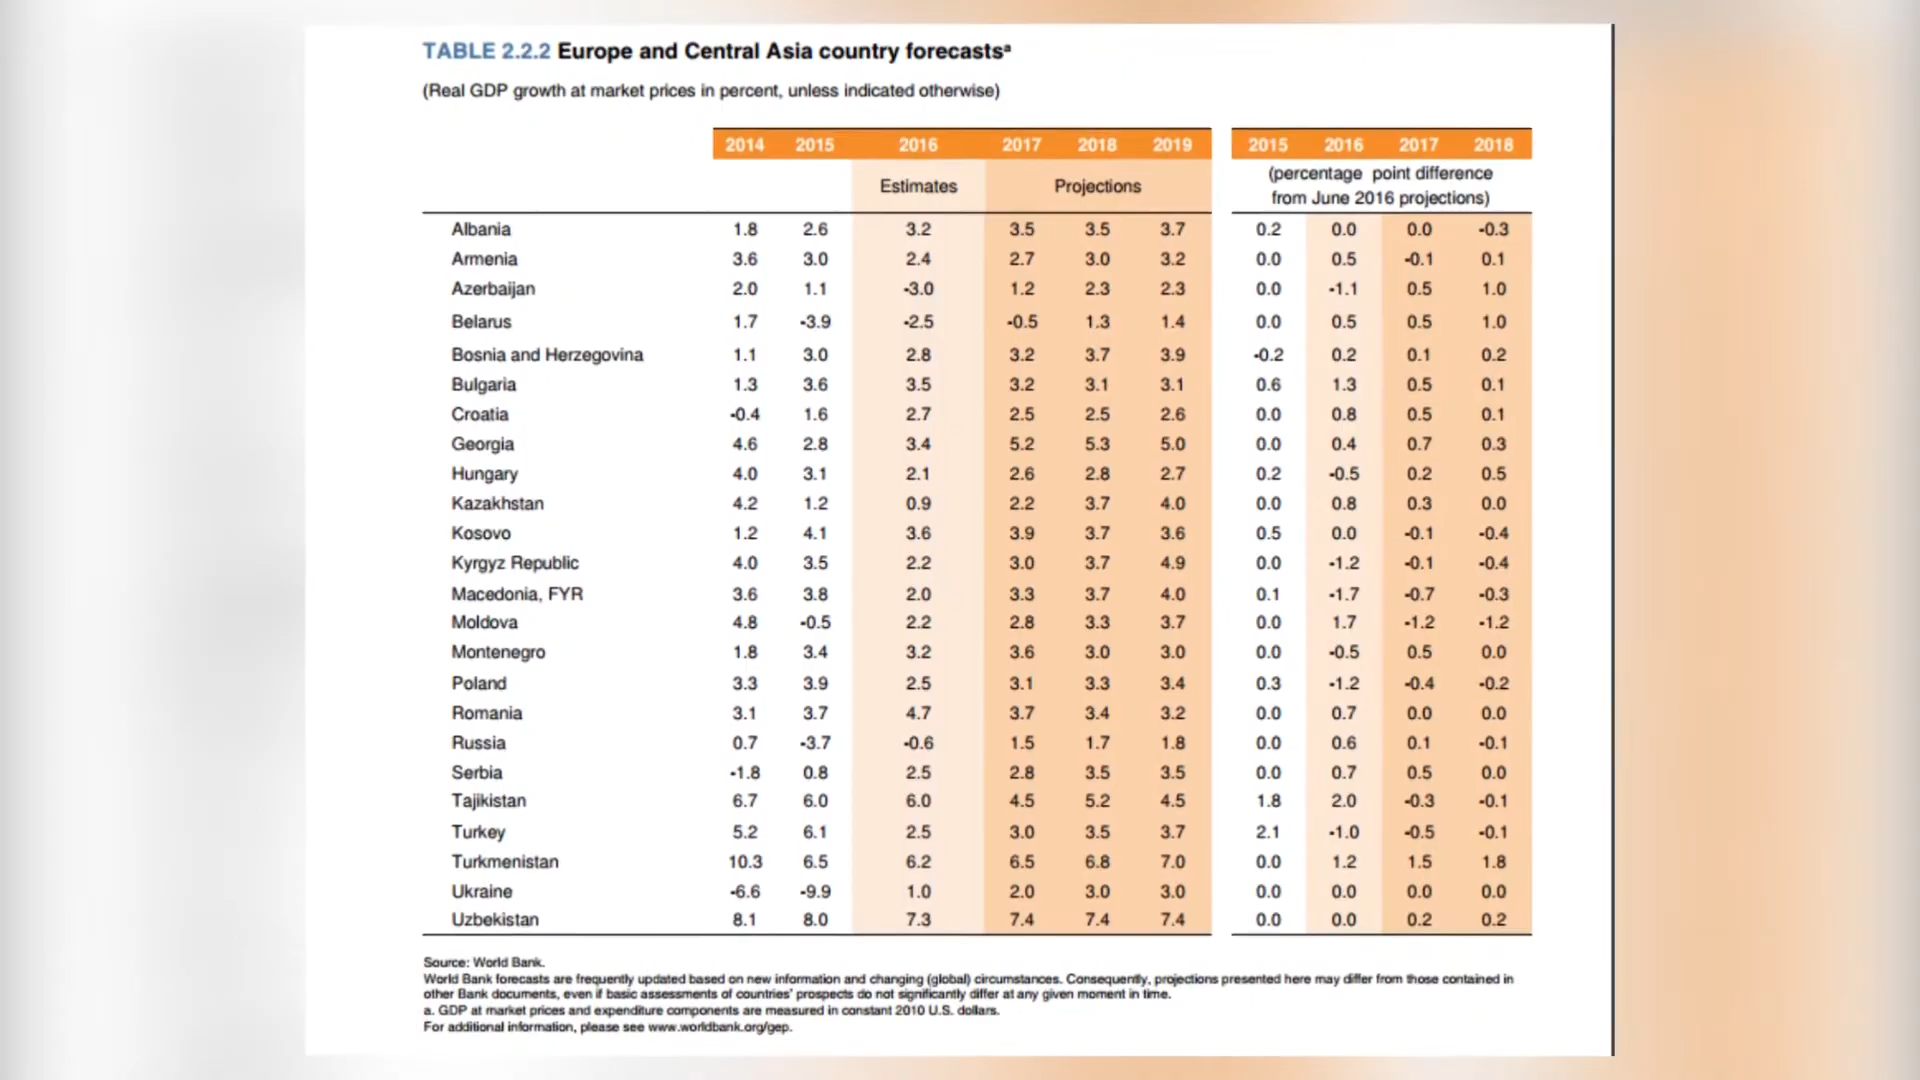 TABLE 2.2.2 Europe and Central Asia country forecastsª
(Real GDP growth at market prices in percent, unless indicated otherwise)
2014 2015 2016 2017 2018 2019 2015 2016 2017 2018
Estimates Projections (percentage point difference
from June 2016 projections)
Albania 1.8 2.6 3.2 3.5 3.5 3.7 0.2 0.0 0.0 -0.3
Armenia 3.6 3.0 2.4 2.7 3.0 3.2 0.0 0.5 -0.1 0.1
Azerbaijan 2.0 1.1 -3.0 1.2 2.3 2.3 0.0 -1.1 0.5 1.0
Belarus 1.7 -3.9 -2.5 -0.5 1.3 1.4 0.0 0.5 0.5 1.0
Bosnia and Herzegovina 1.1 3.0 2.8 3.2 3.7 3.9 -0.2 0.2 0.1 0.2
Bulgaria 1.3 3.6 3.5 3.2 3.1 3.1 0.6 1.3 0.5 0.1
Croatia -0.4 1.6 2.7 2.5 2.5 2.6 0.0 0.8 0.5 0.1
Georgia 4.6 2.8 3.4 5.2 5.3 5.0 0.0 0.4 0.7 0.3
Hungary 4.0 3.1 2.1 2.6 2.8 2.7 0.2 -0.5 0.2 0.5
Kazakhstan 4.2 1.2 0.9 2.2 3.7 4.0 0.0 0.8 0.3 0.0
Kosovo 1.2 4.1 3.6 3.9 3.7 3.6 0.5 0.0 -0.1 -0.4
Kyrgyz Republic 4.0 3.5 2.2 3.0 3.7 4.9 0.0 -1.2 -0.1 -0.4
Macedonia, FYR 3.6 3.8 2.0 3.3 3.7 4.0 0.1 -1.7 -0.7 -0.3
Moldova 4.8 -0.5 2.2 2.8 3.3 3.7 0.0 1.7 -1.2 -1.2
Montenegro 1.8 3.4 3.2 3.6 3.0 3.0 0.0 -0.5 0.5 0.0
Poland 3.3 3.9 2.5 3.1 3.3 3.4 0.3 -1.2 -0.4 -0.2
Romania 3.1 3.7 4.7 3.7 3.4 3.2 0.0 0.7 0.0 0.0
Russia 0.7 -3.7 -0.6 1.5 1.7 1.8 0.0 0.6 0.1 -0.1
Serbia -1.8 0.8 2.5 2.8 3.5 3.5 0.0 0.7 0.5 0.0
Tajikistan 6.7 6.0 6.0 4.5 5.2 4.5 1.8 2.0 -0.3 -0.1
Turkey 5.2 6.1 2.5 3.0 3.5 3.7 2.1 -1.0 -0.5 -0.1
Turkmenistan 10.3 6.5 6.2 6.5 6.8 7.0 0.0 1.2 1.5 1.8
Ukraine -6.6 -9.9 1.0 2.0 3.0 3.0 0.0 0.0 0.0 0.0
Uzbekistan 8.1 8.0 7.3 7.4 7.4 7.4 0.0 0.0 0.2 0.2
Source: World Bank.
World Bank forecasts are frequently updated based on new information and changing (global) circumstances. Consequently, projections presented here may differ from those contained in
other Bank documents, even if basic assessments of countries' prospects do not significantly differ at any given moment in time.
a. GDP at market prices and expenditure components are measured in constant 2010 U.S. dollars.
For additional information, please see www.worldbank.org/gep.